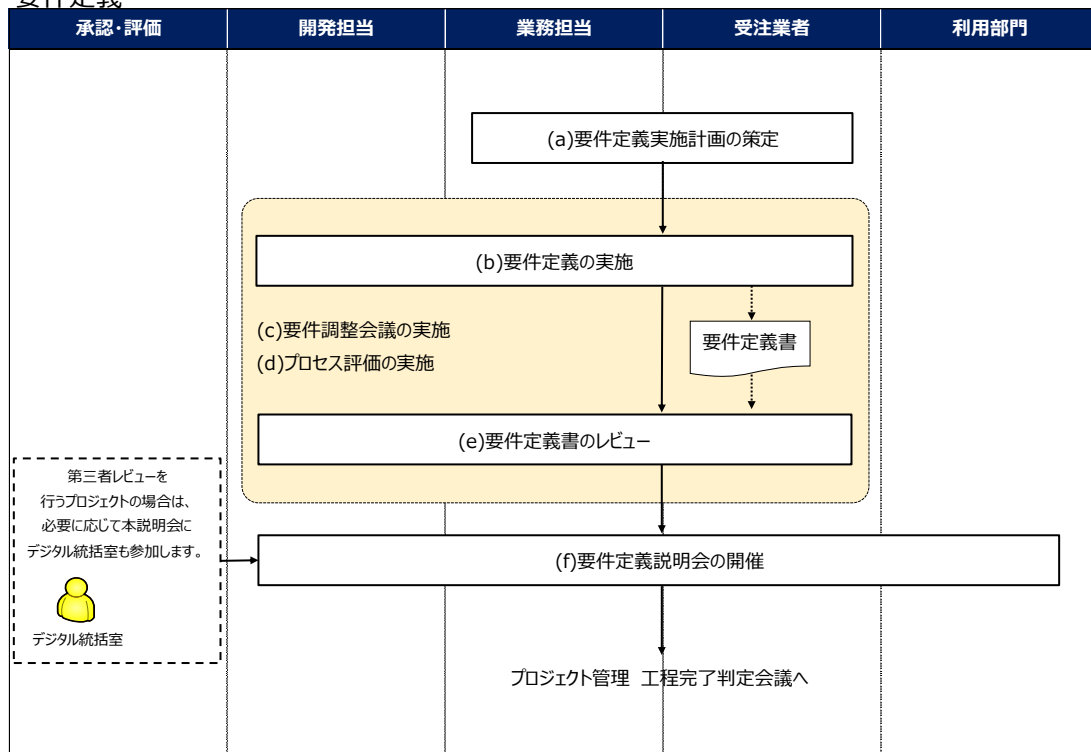 要件定義
承認・評価
開発担当
業務担当
受注業者
利用部門
(a)要件定義実施計画の策定
(b)要件定義の実施
(c)要件調整会議の実施
(d)プロセス評価の実施
要件定義書
(e)要件定義書のレビュー
第三者レビューを
行うプロジェクトの場合は、
必要に応じて本説明会に
デジタル統括室も参加します。
デジタル統括室
(f)要件定義説明会の開催
プロジェクト管理 工程完了判定会議へ